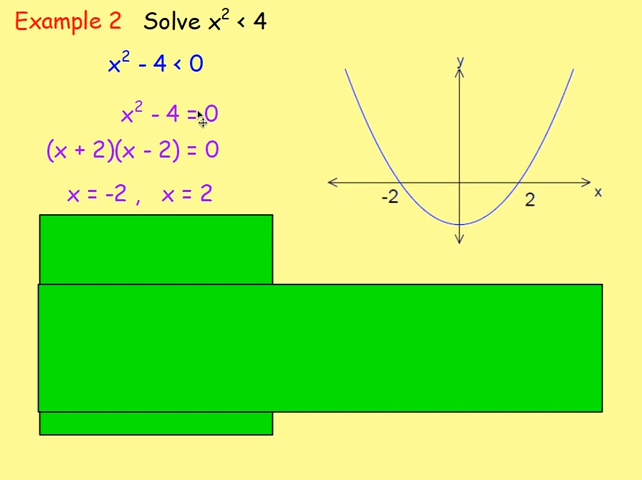 Example 2 Solve x² < 4
x² - 4 < 0
x² - 4 = 0
(x + 2)(x - 2) = 0
x = -2 , x = 2
y
x
-2
2